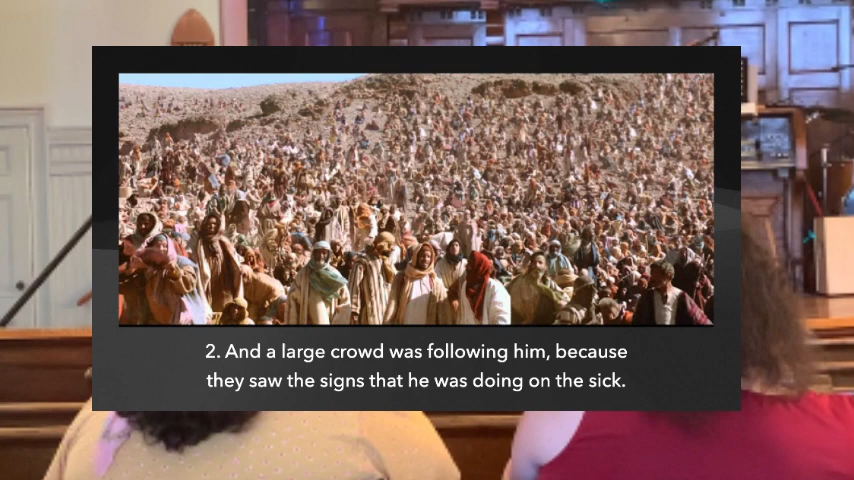 2. And a large crowd was following him, because
they saw the signs that he was doing on the sick.